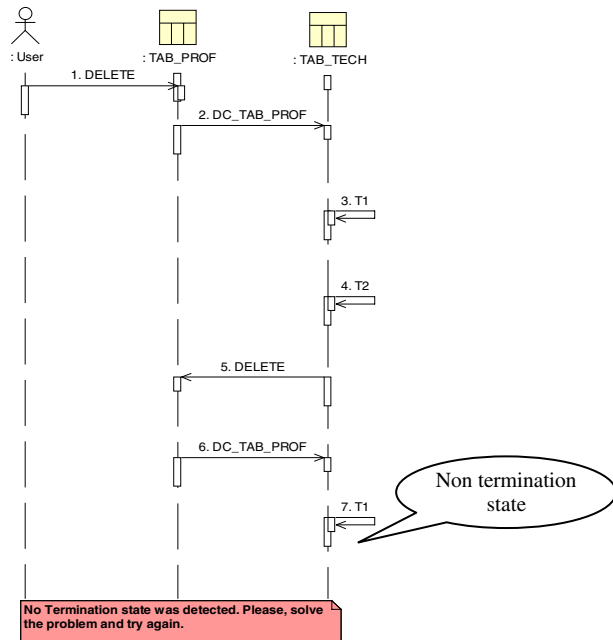 : User
: TAB_PROF
: TAB_TECH
1. DELETE
2. DC_TAB_PROF
3. T1
4. T2
5. DELETE
6. DC_TAB_PROF
7. T1
Non termination
state
No Termination state was detected. Please, solve
the problem and try again.